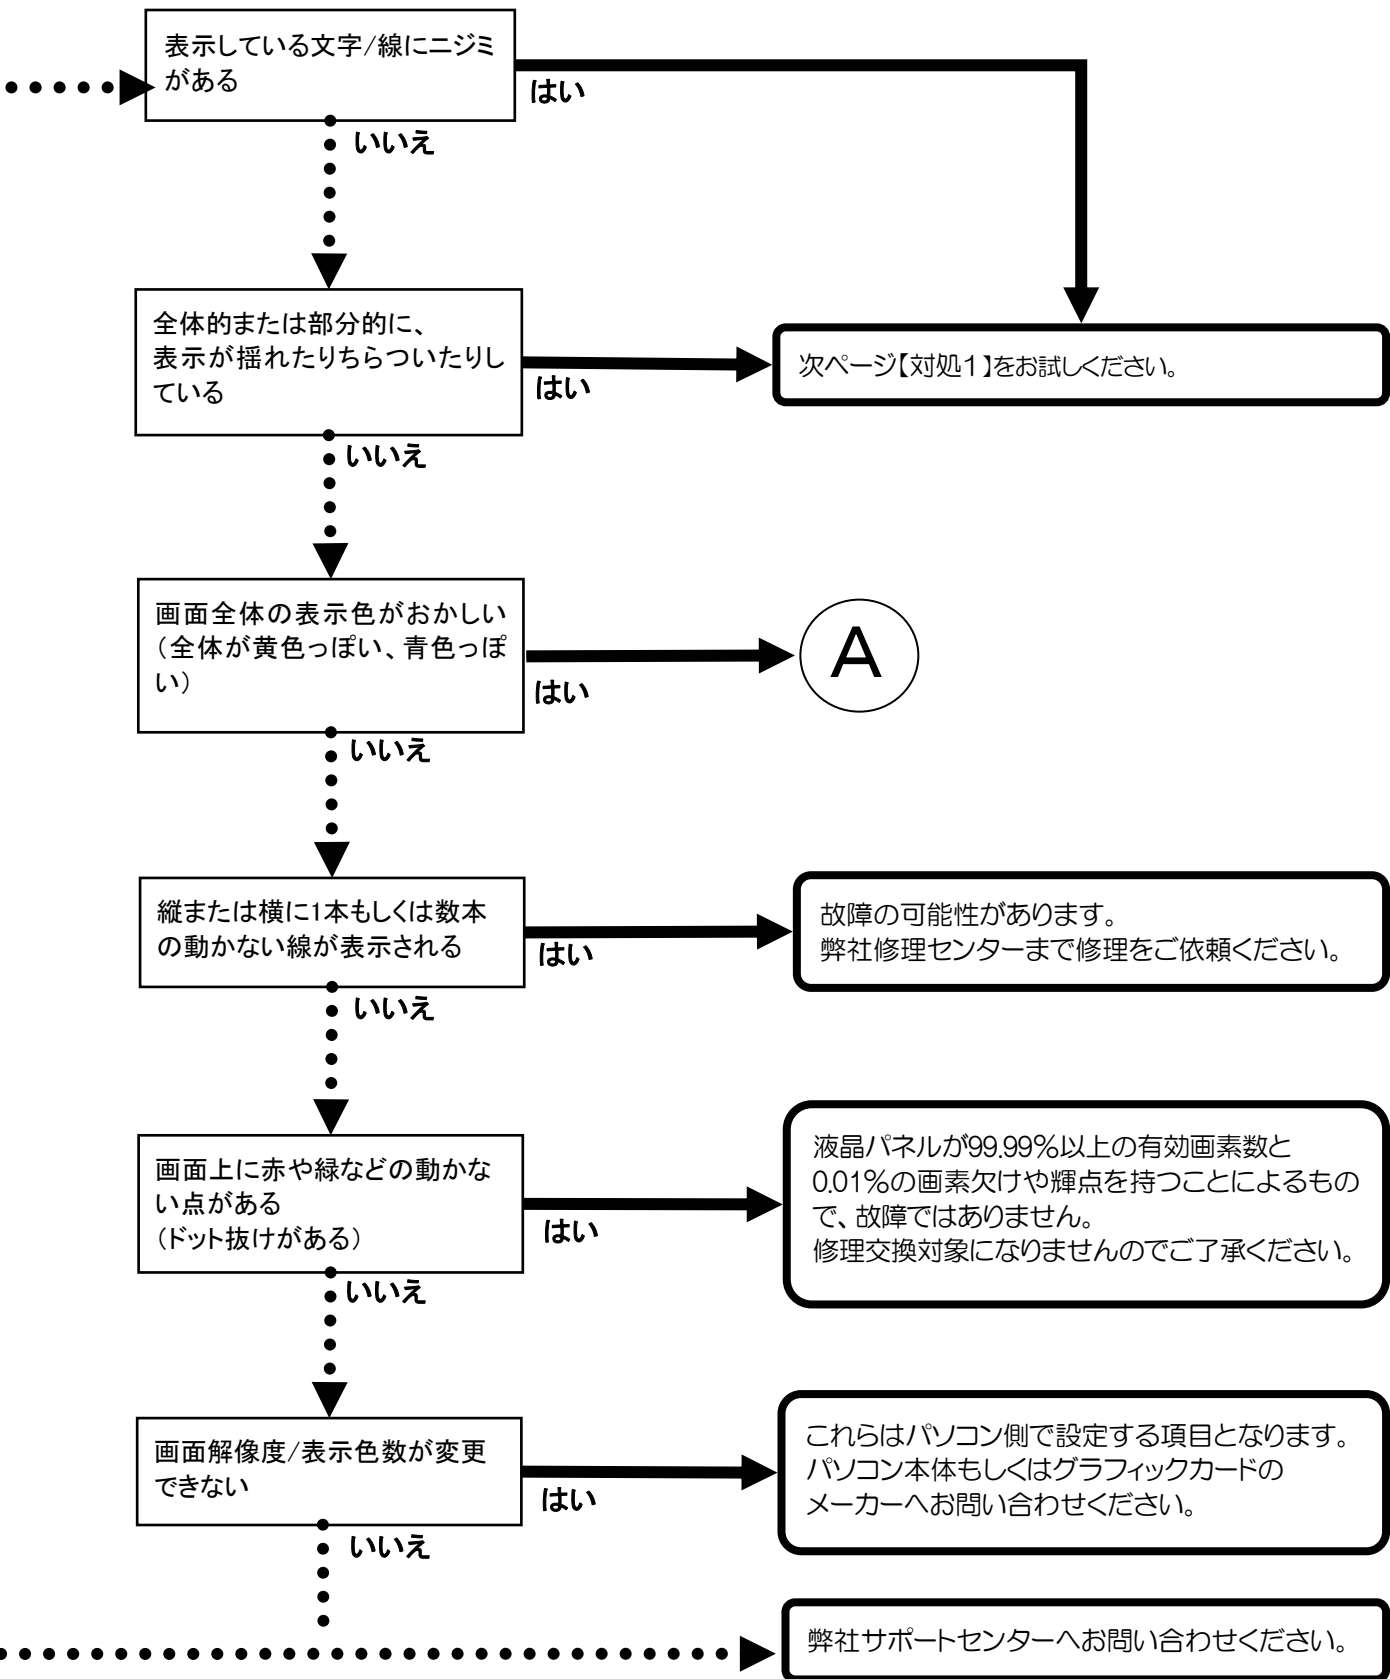 表示している文字/線にニジミ
がある
はい
いいえ
全体的または部分的に、
表示が揺れたりちらついたりし
ている
はい
次ページ【対処1】をお試しください。
いいえ
画面全体の表示色がおかしい
（全体が黄色っぽい、青色っぽ
い）
はい
A
いいえ
縦または横に1本もしくは数本
の動かない線が表示される
はい
故障の可能性があります。
弊社修理センターまで修理をご依頼ください。
いいえ
画面上に赤や緑などの動かな
い点がある
（ドット抜けがある）
はい
液晶パネルが99.99％以上の有効画素数と
0.01％の画素欠けや輝点を持つことによるもの
で、故障ではありません。
修理交換対象になりませんのでご了承ください。
いいえ
画面解像度/表示色数が変更
できない
はい
これらはパソコン側で設定する項目となります。
パソコン本体もしくはグラフィックカードの
メーカーへお問い合わせください。
いいえ
弊社サポートセンターへお問い合わせください。